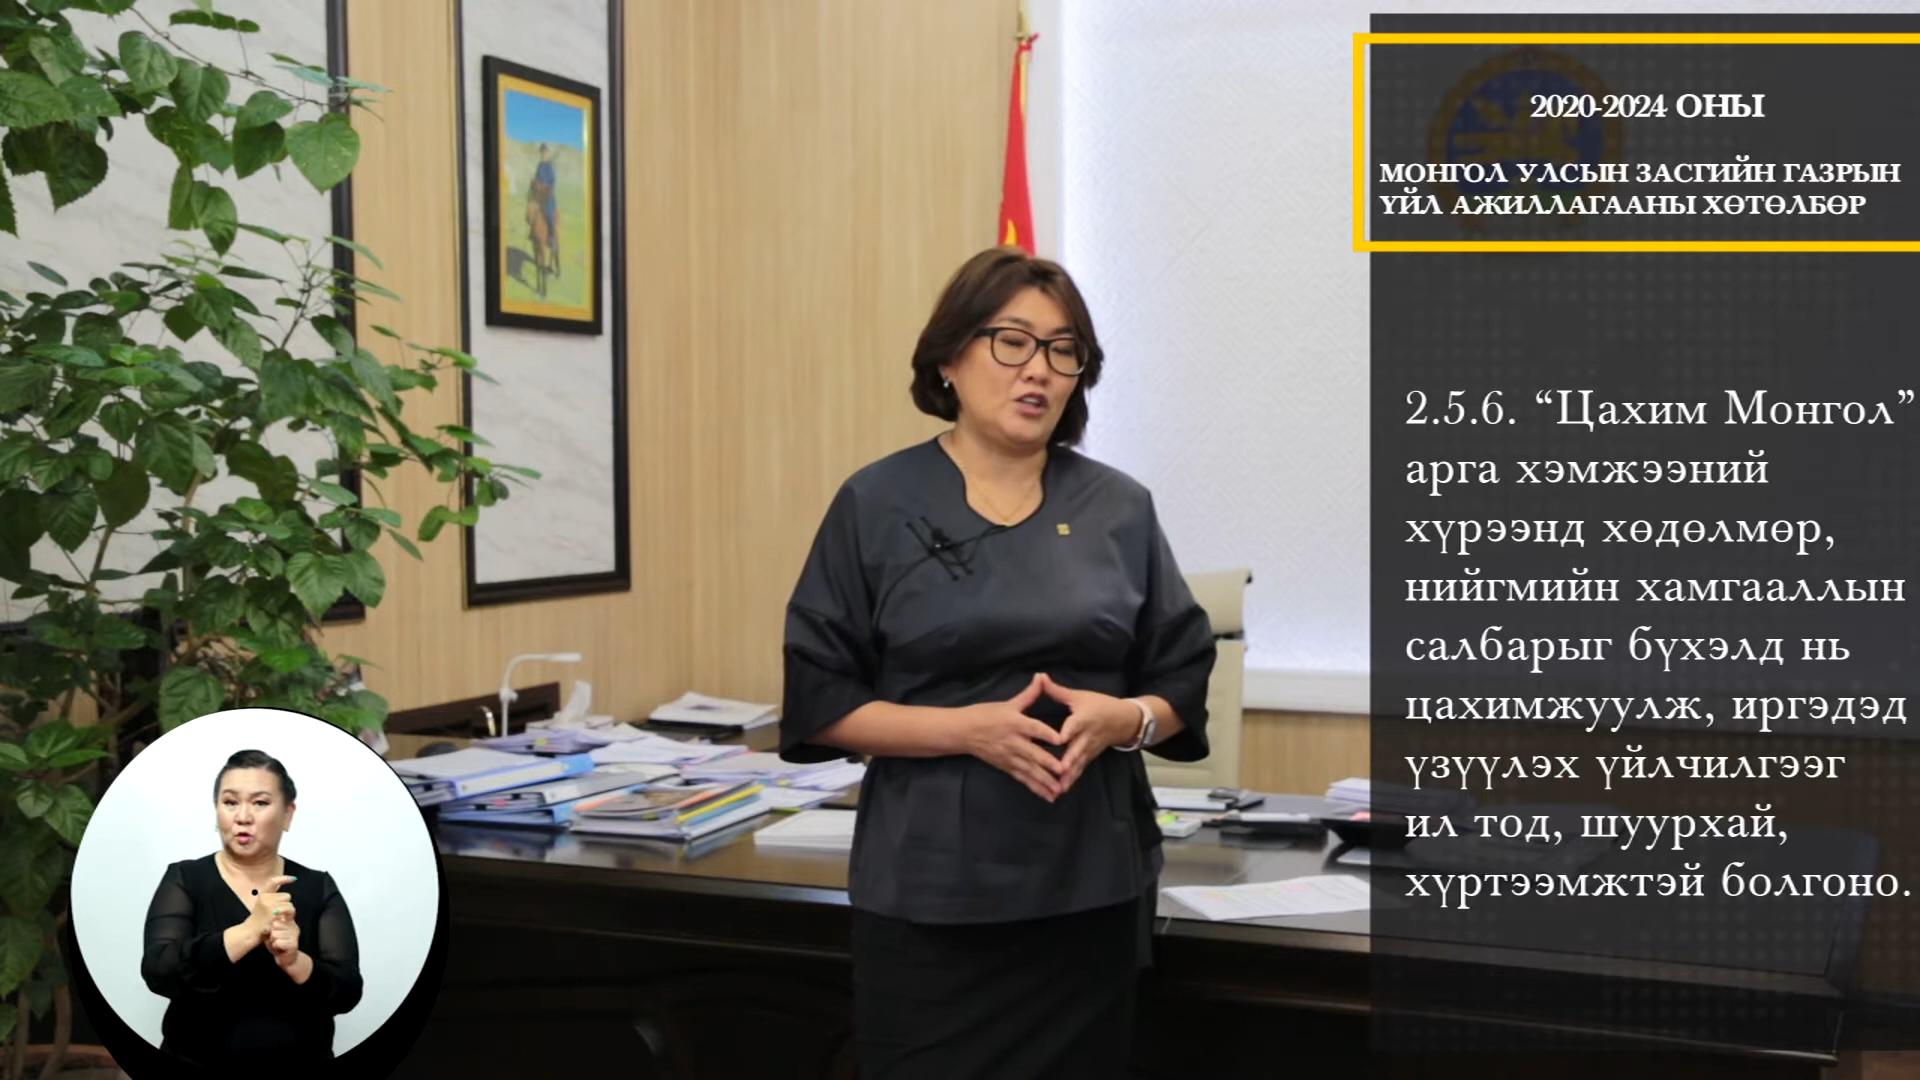 2020-2024 ОНЫ
МОНГОЛ УЛСЫН ЗАСГИЙН ГАЗРЫН
ҮЙЛ АЖИЛЛАГААНЫ ХӨТӨЛБӨР
2.5.6. “Цахим Монгол”
арга хэмжээний
хүрээнд хөдөлмөр,
нийгмийн хамгааллын
салбарыг бүхэлд нь
цахимжуулж, иргэдэд
үзүүлэх үйлчилгээг
ил тод, шуурхай,
хүртээмжтэй болгоно.